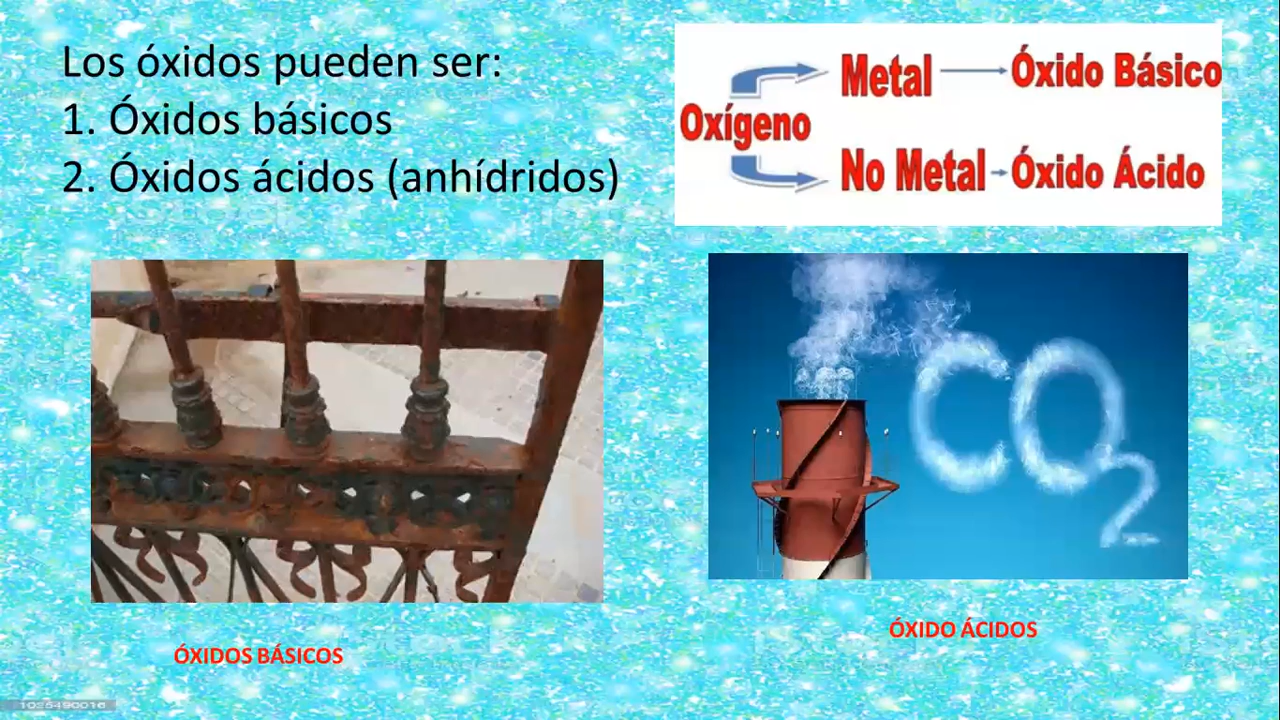 Los óxidos pueden ser:
1. Óxidos básicos
2. Óxidos ácidos (anhídridos)
Oxígeno
Metal
Óxido Básico
No Metal
Óxido Ácido
CO2
ÓXIDOS BÁSICOS
ÓXIDO ÁCIDOS
1025490016